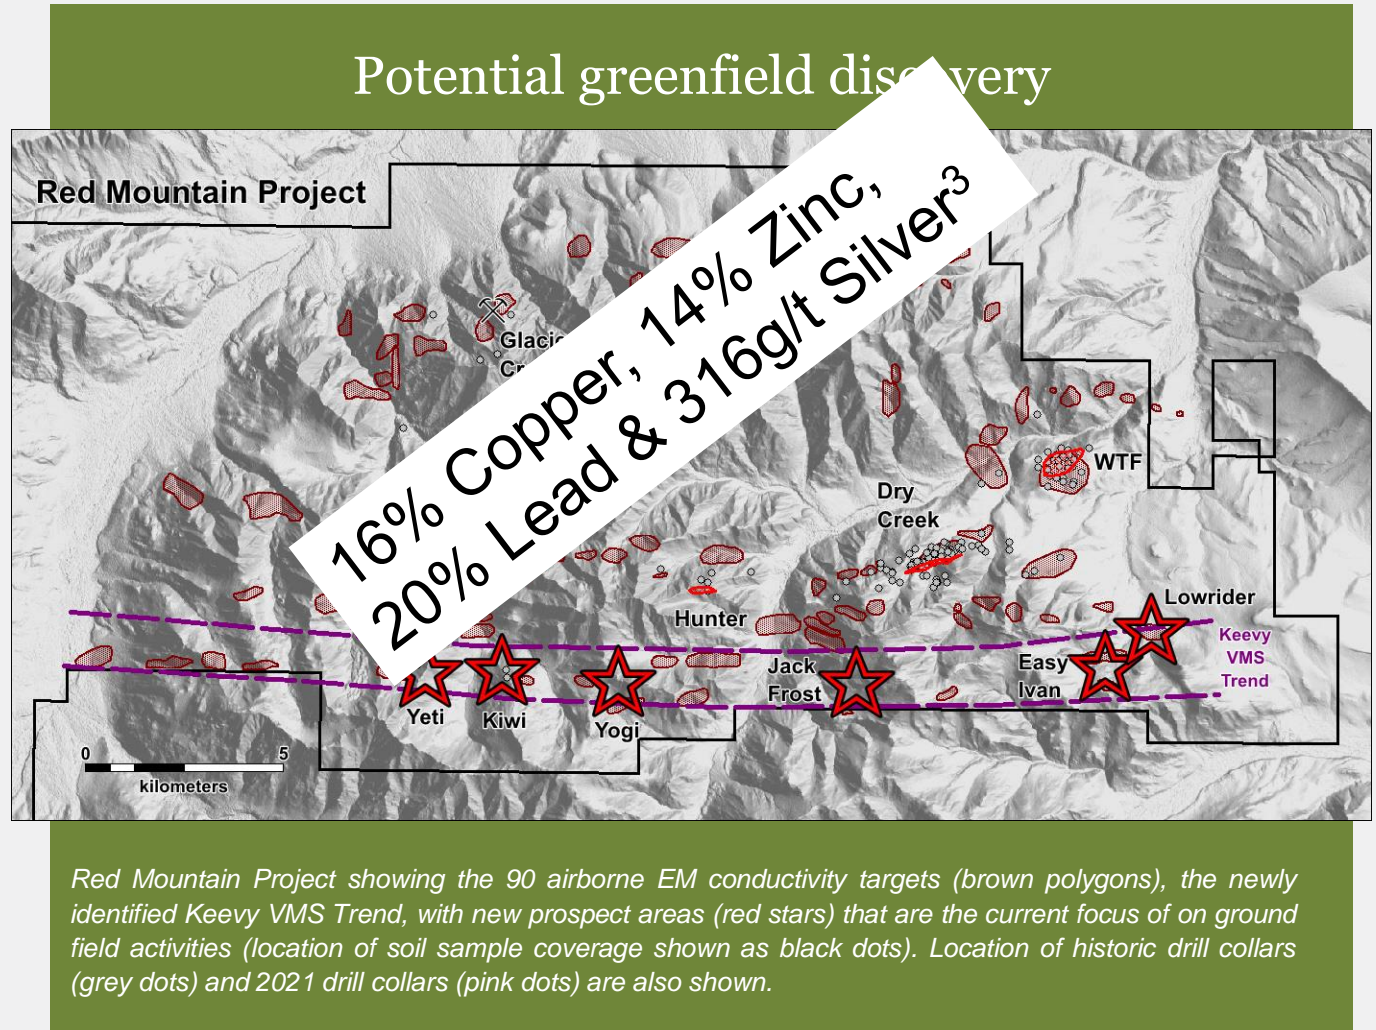 Potential greenfield disc very
Red Mountain Project
16% Copper, 14% Zinc,
20% Lead & 316g/t Silver³
Glacie
Cr
WTF
Dry
Creek
Hunter
Lowrider
Keevy
VMS
Trend
Jack
Frost
Easy
Ivan
Yeti
Kiwi
Yogi
0 5
kilometers
Red Mountain Project showing the 90 airborne EM conductivity targets (brown polygons), the newly
identified Keevy VMS Trend, with new prospect areas (red stars) that are the current focus of on ground
field activities (location of soil sample coverage shown as black dots). Location of historic drill collars
(grey dots) and 2021 drill collars (pink dots) are also shown.